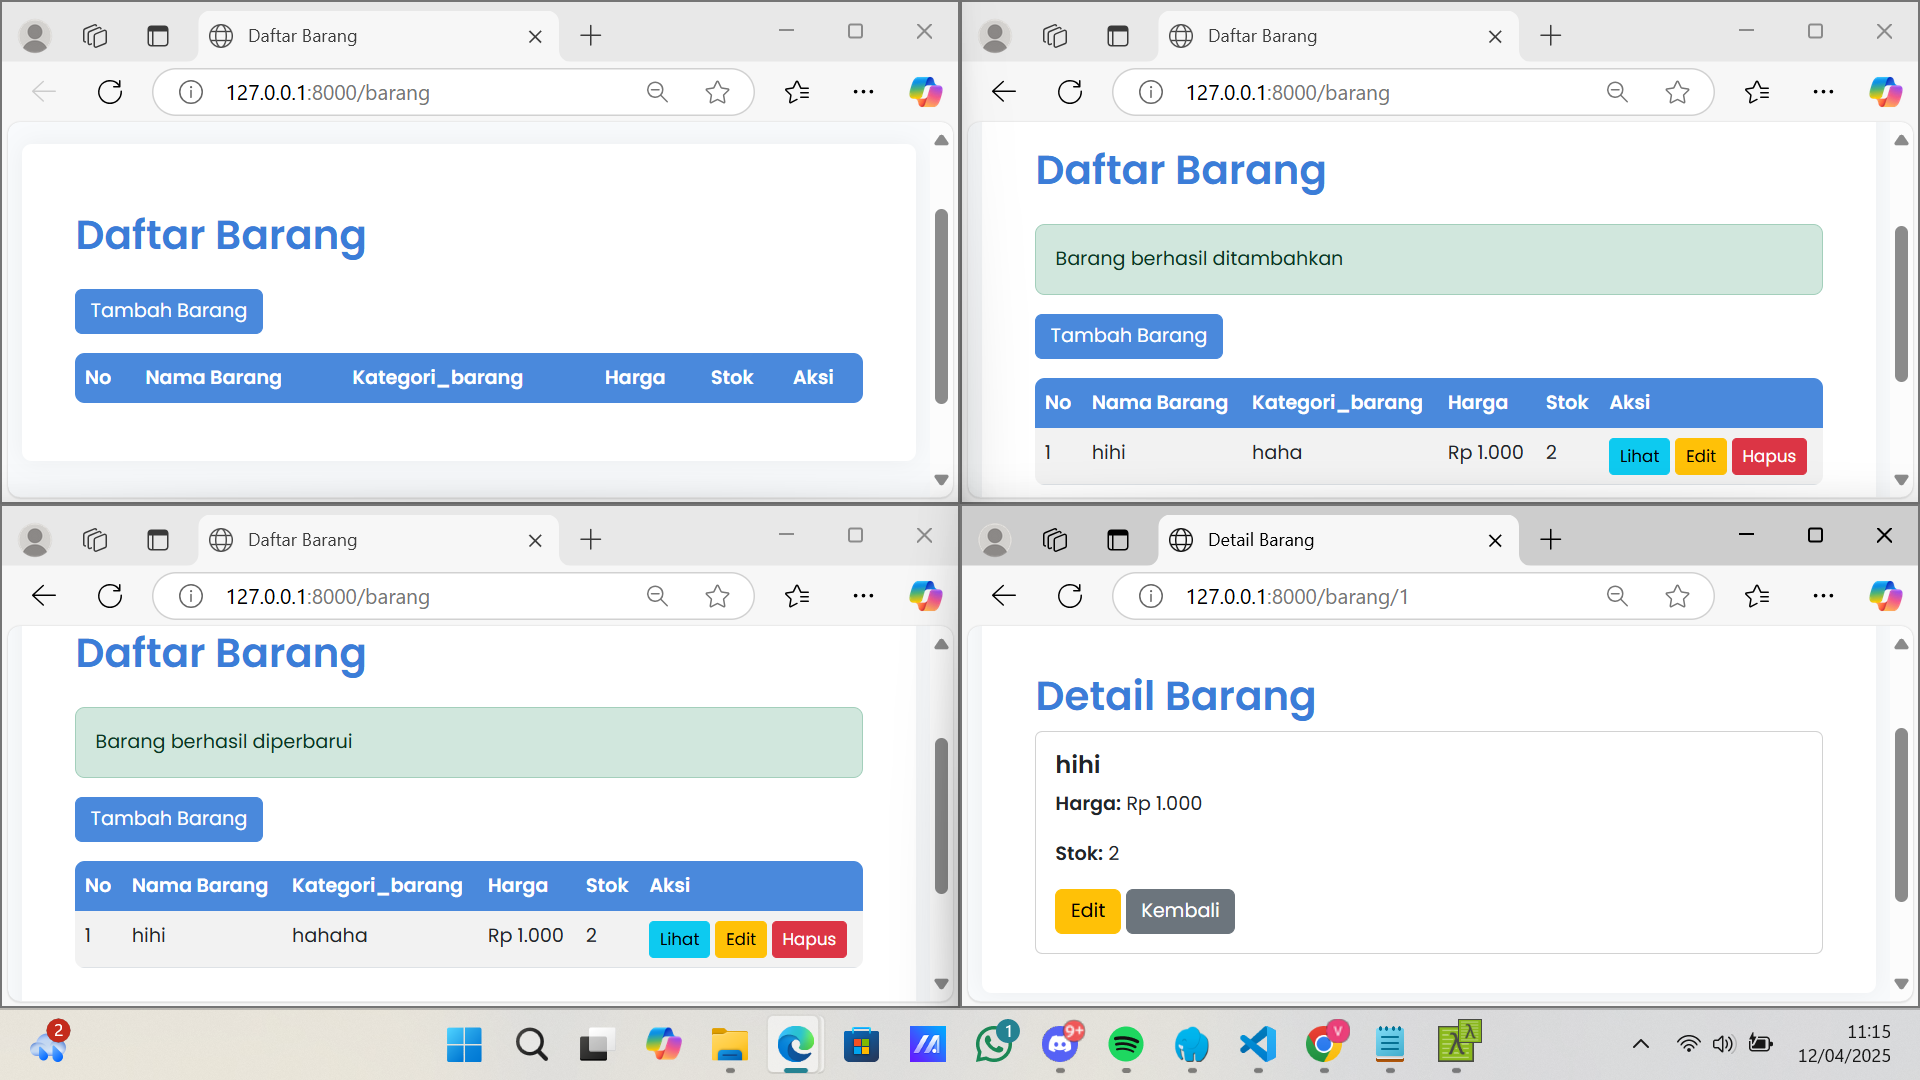 Daftar Barang
127.0.0.1:8000/barang
Daftar Barang
Tambah Barang
No Nama Barang Kategori_barang Harga Stok Aksi
Daftar Barang
127.0.0.1:8000/barang
Daftar Barang
Barang berhasil ditambahkan
Tambah Barang
No Nama Barang Kategori_barang Harga Stok Aksi
1 hihi haha Rp 1.000 2 Lihat Edit Hapus
Daftar Barang
127.0.0.1:8000/barang
Daftar Barang
Barang berhasil diperbarui
Tambah Barang
No Nama Barang Kategori_barang Harga Stok Aksi
1 hihi hahaha Rp 1.000 2 Lihat Edit Hapus
Detail Barang
127.0.0.1:8000/barang/1
Detail Barang
hihi
Harga: Rp 1.000
Stok: 2
Edit Kembali
2
1
9+
V
λ
λ
11:15
12/04/2025